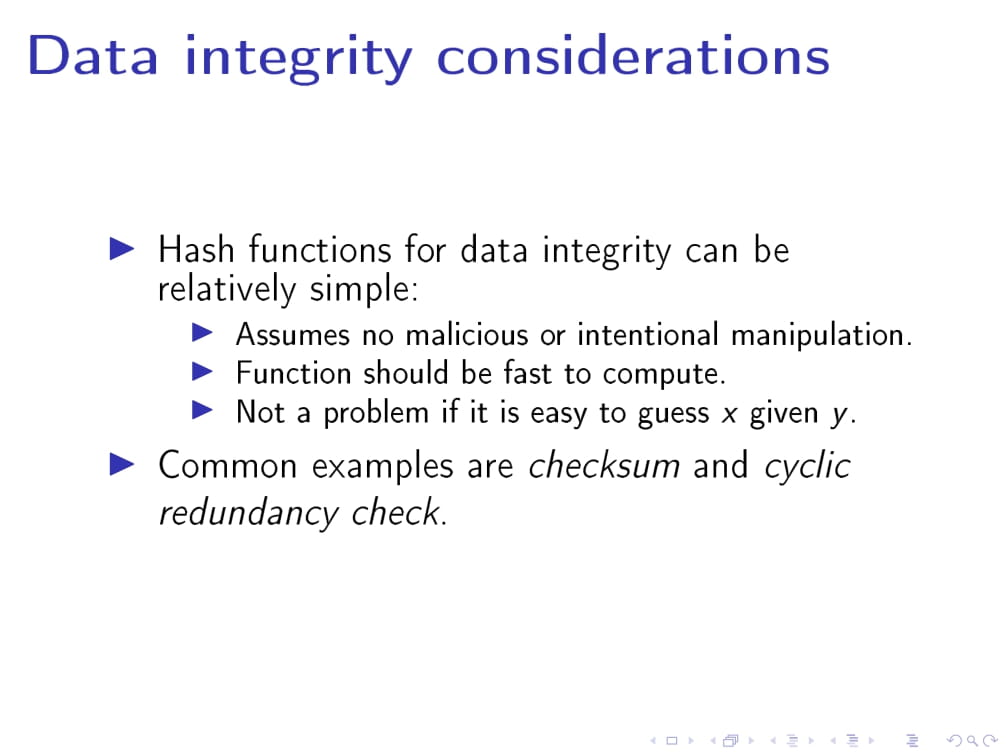 Data integrity considerations
Hash functions for data integrity can be
relatively simple:
Assumes no malicious or intentional manipulation.
Function should be fast to compute.
Not a problem if it is easy to guess x given y.
Common examples are checksum and cyclic
redundancy check.